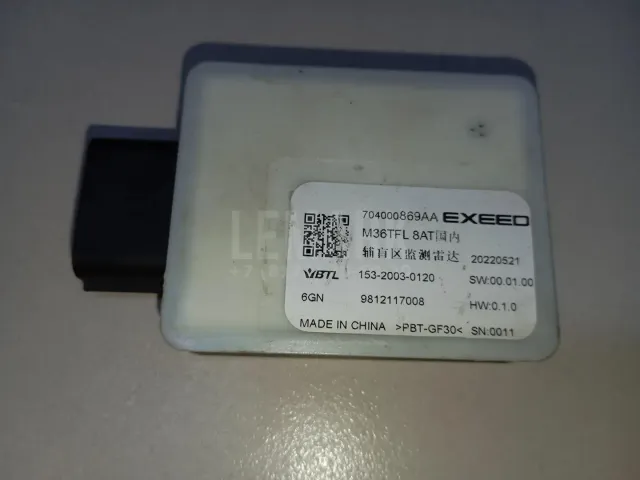 704000869AA EXEED
M36TFL 8AT国内
辅盲区监测雷达 20220521
VBTL 153-2003-0120 SW:00.01.00
6GN 9812117008 HW:0.1.0
MADE IN CHINA >PBT-GF30< SN:0011